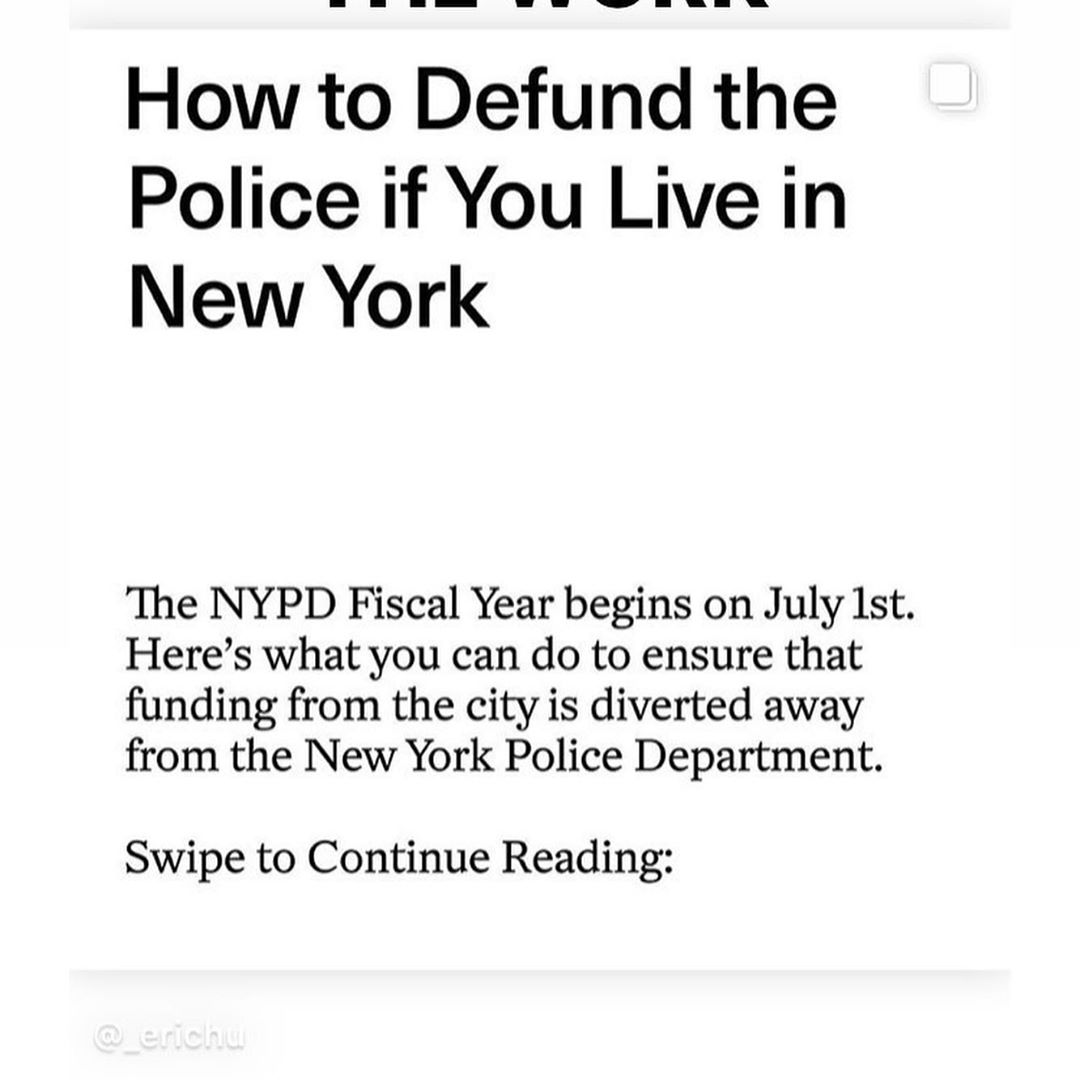 THE WORK
How to Defund the
Police if You Live in
New York
The NYPD Fiscal Year begins on July 1st.
Here’s what you can do to ensure that
funding from the city is diverted away
from the New York Police Department.
Swipe to Continue Reading:
@_erichu